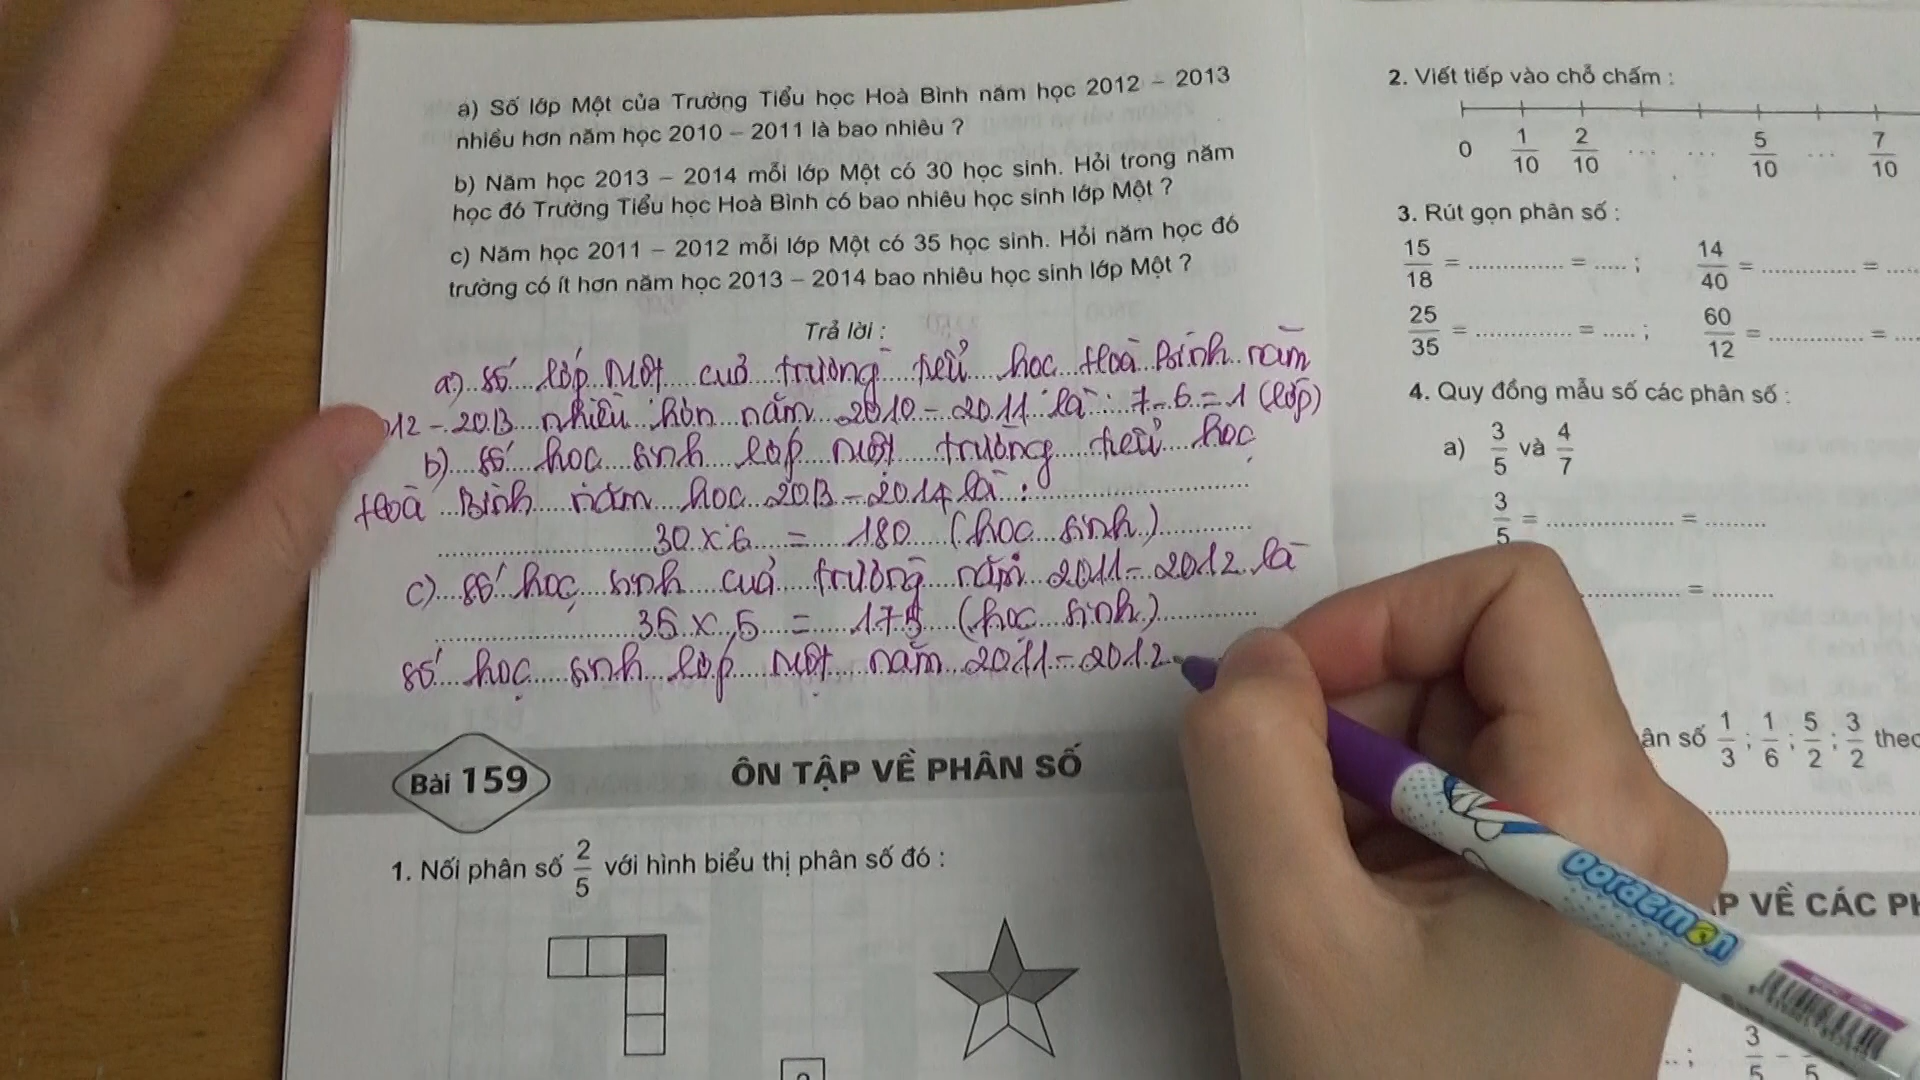 a) Số lớp Một của Trường Tiểu học Hoà Bình năm học 2012 – 2013
nhiều hơn năm học 2010 – 2011 là bao nhiêu ?
b) Năm học 2013 – 2014 mỗi lớp Một có 30 học sinh. Hỏi trong năm
học đó Trường Tiểu học Hoà Bình có bao nhiêu học sinh lớp Một ?
c) Năm học 2011 – 2012 mỗi lớp Một có 35 học sinh. Hỏi năm học đó
trường có ít hơn năm học 2013 – 2014 bao nhiêu học sinh lớp Một ?
Trả lời :
a) số lớp Một của trường tiểu học Hoà Bình năm
012 - 2013 nhiều hơn năm 2010 - 2011 là : 7 - 6 = 1 (lớp)
b) số học sinh lớp một trường tiểu học
Hoà Bình năm học 2013 - 2014 là :
30 x 6 = 180 (học sinh)
c) số học sinh của trường năm 2011 - 2012 là
35 x 5 = 175 (học sinh)
số học sinh lớp một năm 2011 - 2012
Bài 159
ÔN TẬP VỀ PHÂN SỐ
1. Nối phân số 2/5 với hình biểu thị phân số đó :
2. Viết tiếp vào chỗ chấm :
0 1/10 2/10 ... ... 5/10 ... 7/10
3. Rút gọn phân số :
15/18 = .............. = ..... ; 14/40 = .............. = .....
25/35 = .............. = ..... ; 60/12 = .............. = ....
4. Quy đồng mẫu số các phân số :
a) 3/5 và 4/7
3/5 = ................... = .........
................ = .........
ân số 1/3 ; 1/6 ; 5/2 ; 3/2 theo
P VỀ CÁC PH
Doraemon
.. ; 3/5 -